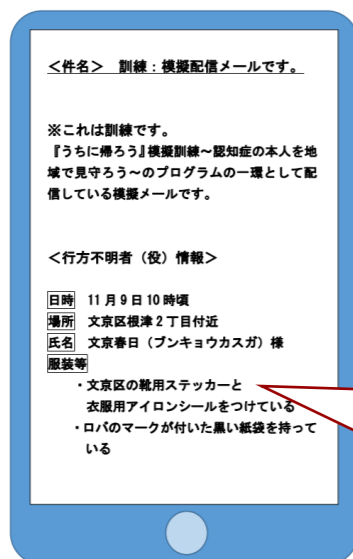 <件名> 訓練：模擬配信メールです。
※これは訓練です。
『うちに帰ろう』模擬訓練～認知症の本人を地
域で見守ろう～のプログラムの一環として配
信している模擬メールです。
<行方不明者（役）情報>
日時 11月9日10時頃
場所 文京区根津2丁目付近
氏名 文京春日（ブンキョウカスガ）様
服装等
・文京区の靴用ステッカーと
衣服用アイロンシールをつけている
・ロバのマークが付いた黒い紙袋を持って
いる